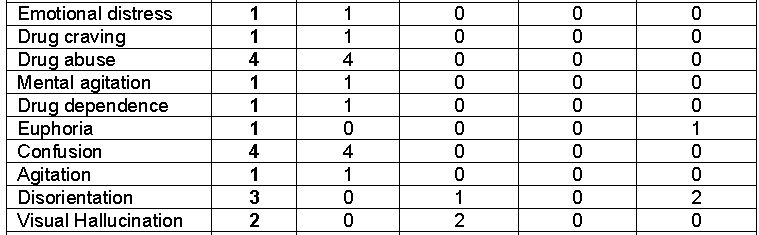 Emotional distress 1 1 0 0 0
Drug craving 1 1 0 0 0
Drug abuse 4 4 0 0 0
Mental agitation 1 1 0 0 0
Drug dependence 1 1 0 0 0
Euphoria 1 0 0 0 1
Confusion 4 4 0 0 0
Agitation 1 1 0 0 0
Disorientation 3 0 1 0 2
Visual Hallucination 2 0 2 0 0